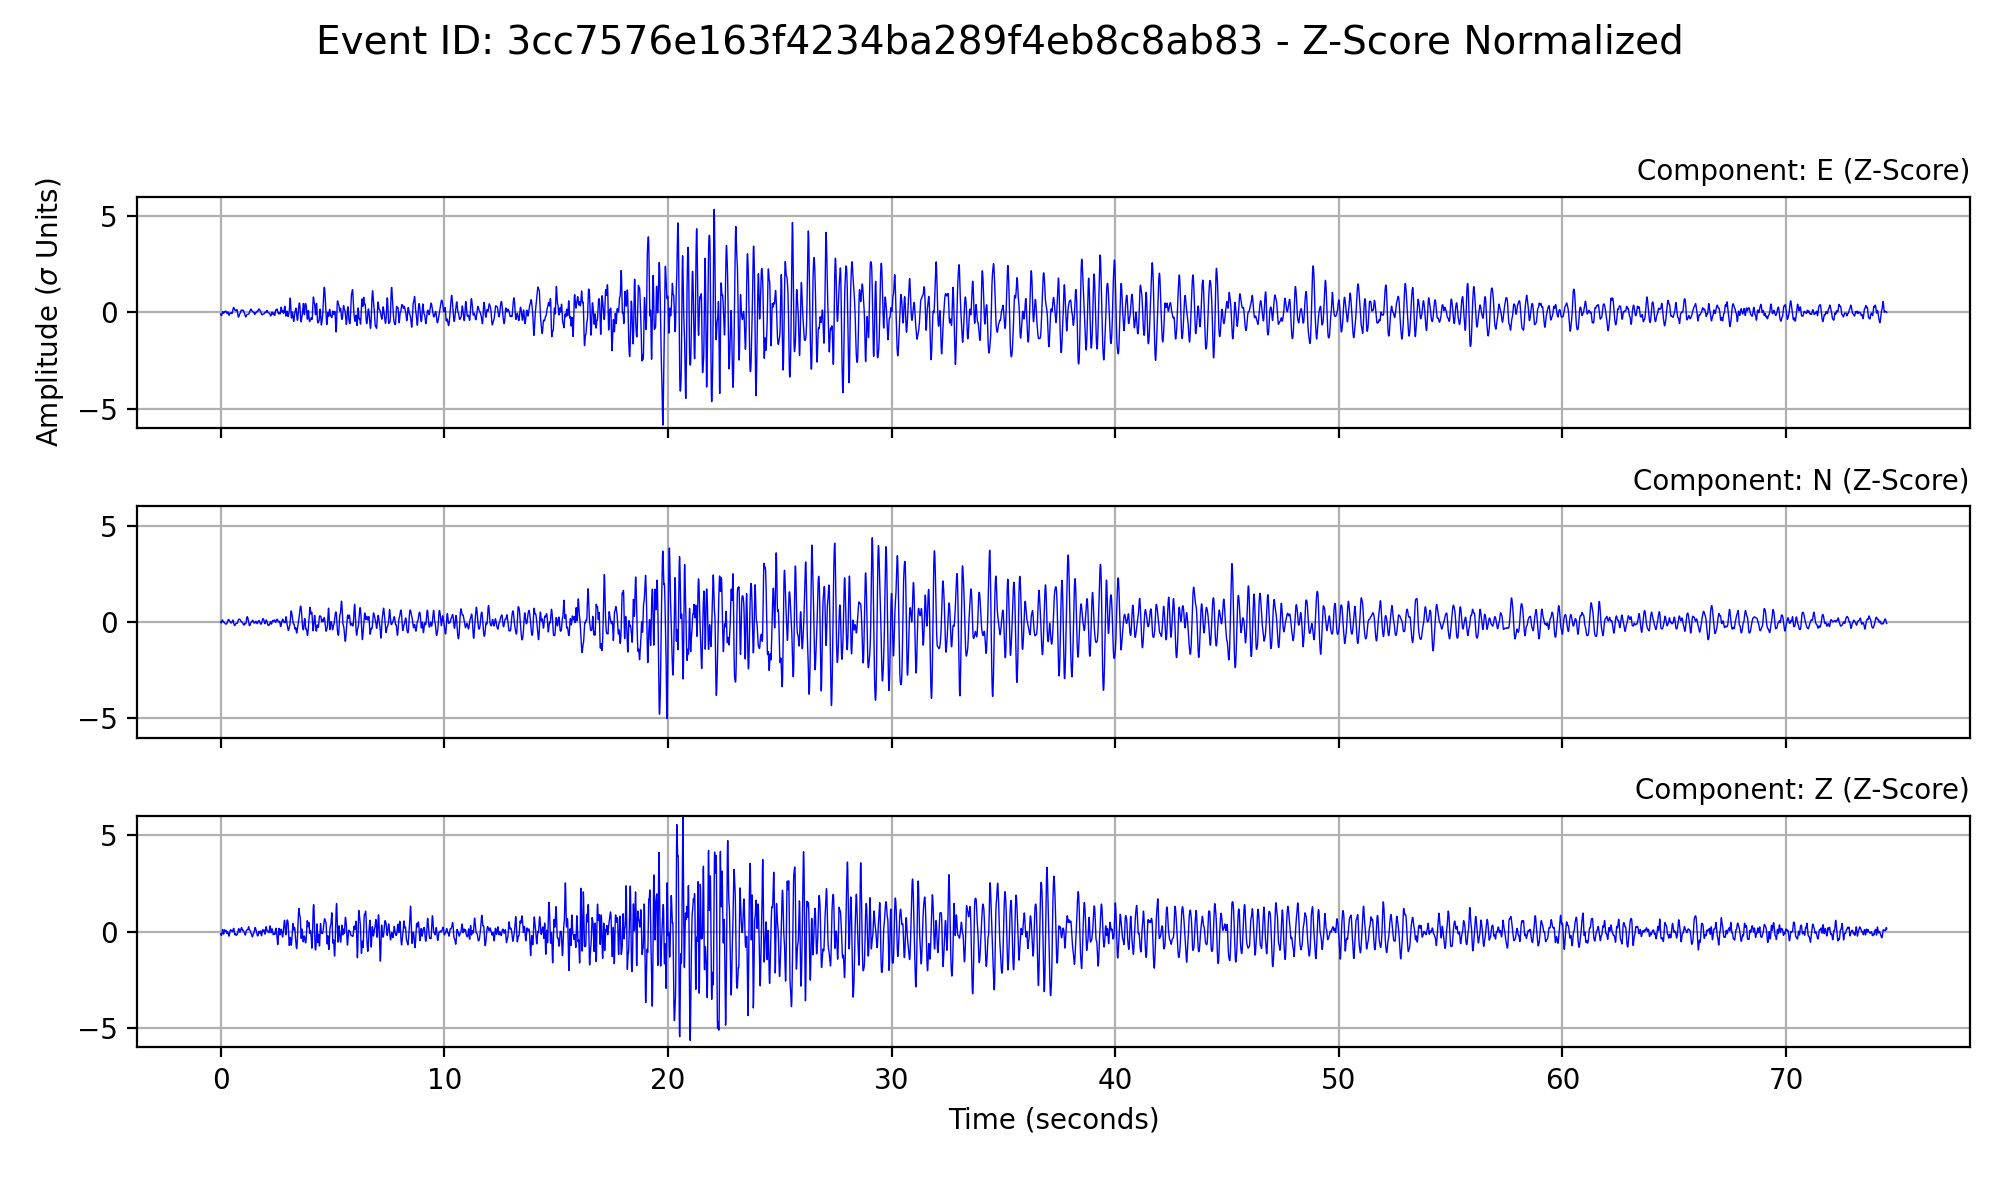 Event ID: 3cc7576e163f4234ba289f4eb8c8ab83 - Z-Score Normalized
Component: E (Z-Score)
Amplitude (σ Units)
5
0
−5
Component: N (Z-Score)
5
0
−5
Component: Z (Z-Score)
5
0
−5
0 10 20 30 40 50 60 70
Time (seconds)